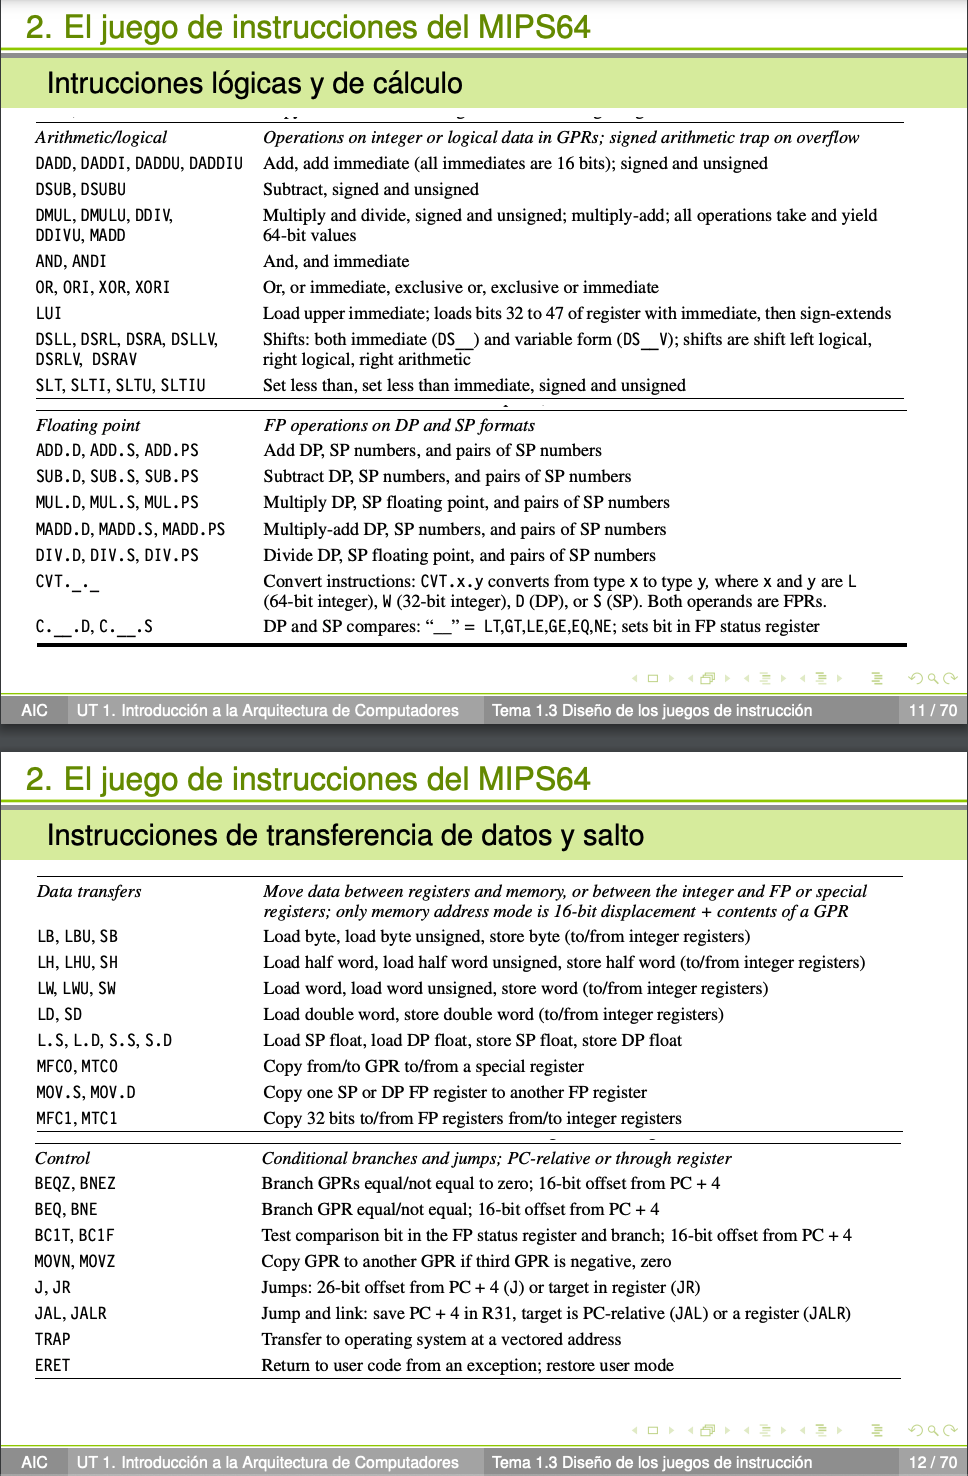 2. El juego de instrucciones del MIPS64
Intrucciones lógicas y de cálculo
Arithmetic/logical Operations on integer or logical data in GPRs; signed arithmetic trap on overflow
DADD, DADDI, DADDU, DADDIU Add, add immediate (all immediates are 16 bits); signed and unsigned
DSUB, DSUBU Subtract, signed and unsigned
DMUL, DMULU, DDIV, Multiply and divide, signed and unsigned; multiply-add; all operations take and yield
DDIVU, MADD 64-bit values
AND, ANDI And, and immediate
OR, ORI, XOR, XORI Or, or immediate, exclusive or, exclusive or immediate
LUI Load upper immediate; loads bits 32 to 47 of register with immediate, then sign-extends
DSLL, DSRL, DSRA, DSLLV, Shifts: both immediate (DS__) and variable form (DS__V); shifts are shift left logical,
DSRLV, DSRAV right logical, right arithmetic
SLT, SLTI, SLTU, SLTIU Set less than, set less than immediate, signed and unsigned
Floating point FP operations on DP and SP formats
ADD.D, ADD.S, ADD.PS Add DP, SP numbers, and pairs of SP numbers
SUB.D, SUB.S, SUB.PS Subtract DP, SP numbers, and pairs of SP numbers
MUL.D, MUL.S, MUL.PS Multiply DP, SP floating point, and pairs of SP numbers
MADD.D, MADD.S, MADD.PS Multiply-add DP, SP numbers, and pairs of SP numbers
DIV.D, DIV.S, DIV.PS Divide DP, SP floating point, and pairs of SP numbers
CVT._._ Convert instructions: CVT.x.y converts from type x to type y, where x and y are L
(64-bit integer), W (32-bit integer), D (DP), or S (SP). Both operands are FPRs.
C.__.D, C.__.S DP and SP compares: “__” = LT,GT,LE,GE,EQ,NE; sets bit in FP status register
AIC UT 1. Introducción a la Arquitectura de Computadores Tema 1.3 Diseño de los juegos de instrucción 11 / 70
2. El juego de instrucciones del MIPS64
Instrucciones de transferencia de datos y salto
Data transfers Move data between registers and memory, or between the integer and FP or special
registers; only memory address mode is 16-bit displacement + contents of a GPR
LB, LBU, SB Load byte, load byte unsigned, store byte (to/from integer registers)
LH, LHU, SH Load half word, load half word unsigned, store half word (to/from integer registers)
LW, LWU, SW Load word, load word unsigned, store word (to/from integer registers)
LD, SD Load double word, store double word (to/from integer registers)
L.S, L.D, S.S, S.D Load SP float, load DP float, store SP float, store DP float
MFC0, MTC0 Copy from/to GPR to/from a special register
MOV.S, MOV.D Copy one SP or DP FP register to another FP register
MFC1, MTC1 Copy 32 bits to/from FP registers from/to integer registers
Control Conditional branches and jumps; PC-relative or through register
BEQZ, BNEZ Branch GPRs equal/not equal to zero; 16-bit offset from PC + 4
BEQ, BNE Branch GPR equal/not equal; 16-bit offset from PC + 4
BC1T, BC1F Test comparison bit in the FP status register and branch; 16-bit offset from PC + 4
MOVN, MOVZ Copy GPR to another GPR if third GPR is negative, zero
J, JR Jumps: 26-bit offset from PC + 4 (J) or target in register (JR)
JAL, JALR Jump and link: save PC + 4 in R31, target is PC-relative (JAL) or a register (JALR)
TRAP Transfer to operating system at a vectored address
ERET Return to user code from an exception; restore user mode
AIC UT 1. Introducción a la Arquitectura de Computadores Tema 1.3 Diseño de los juegos de instrucción 12 / 70